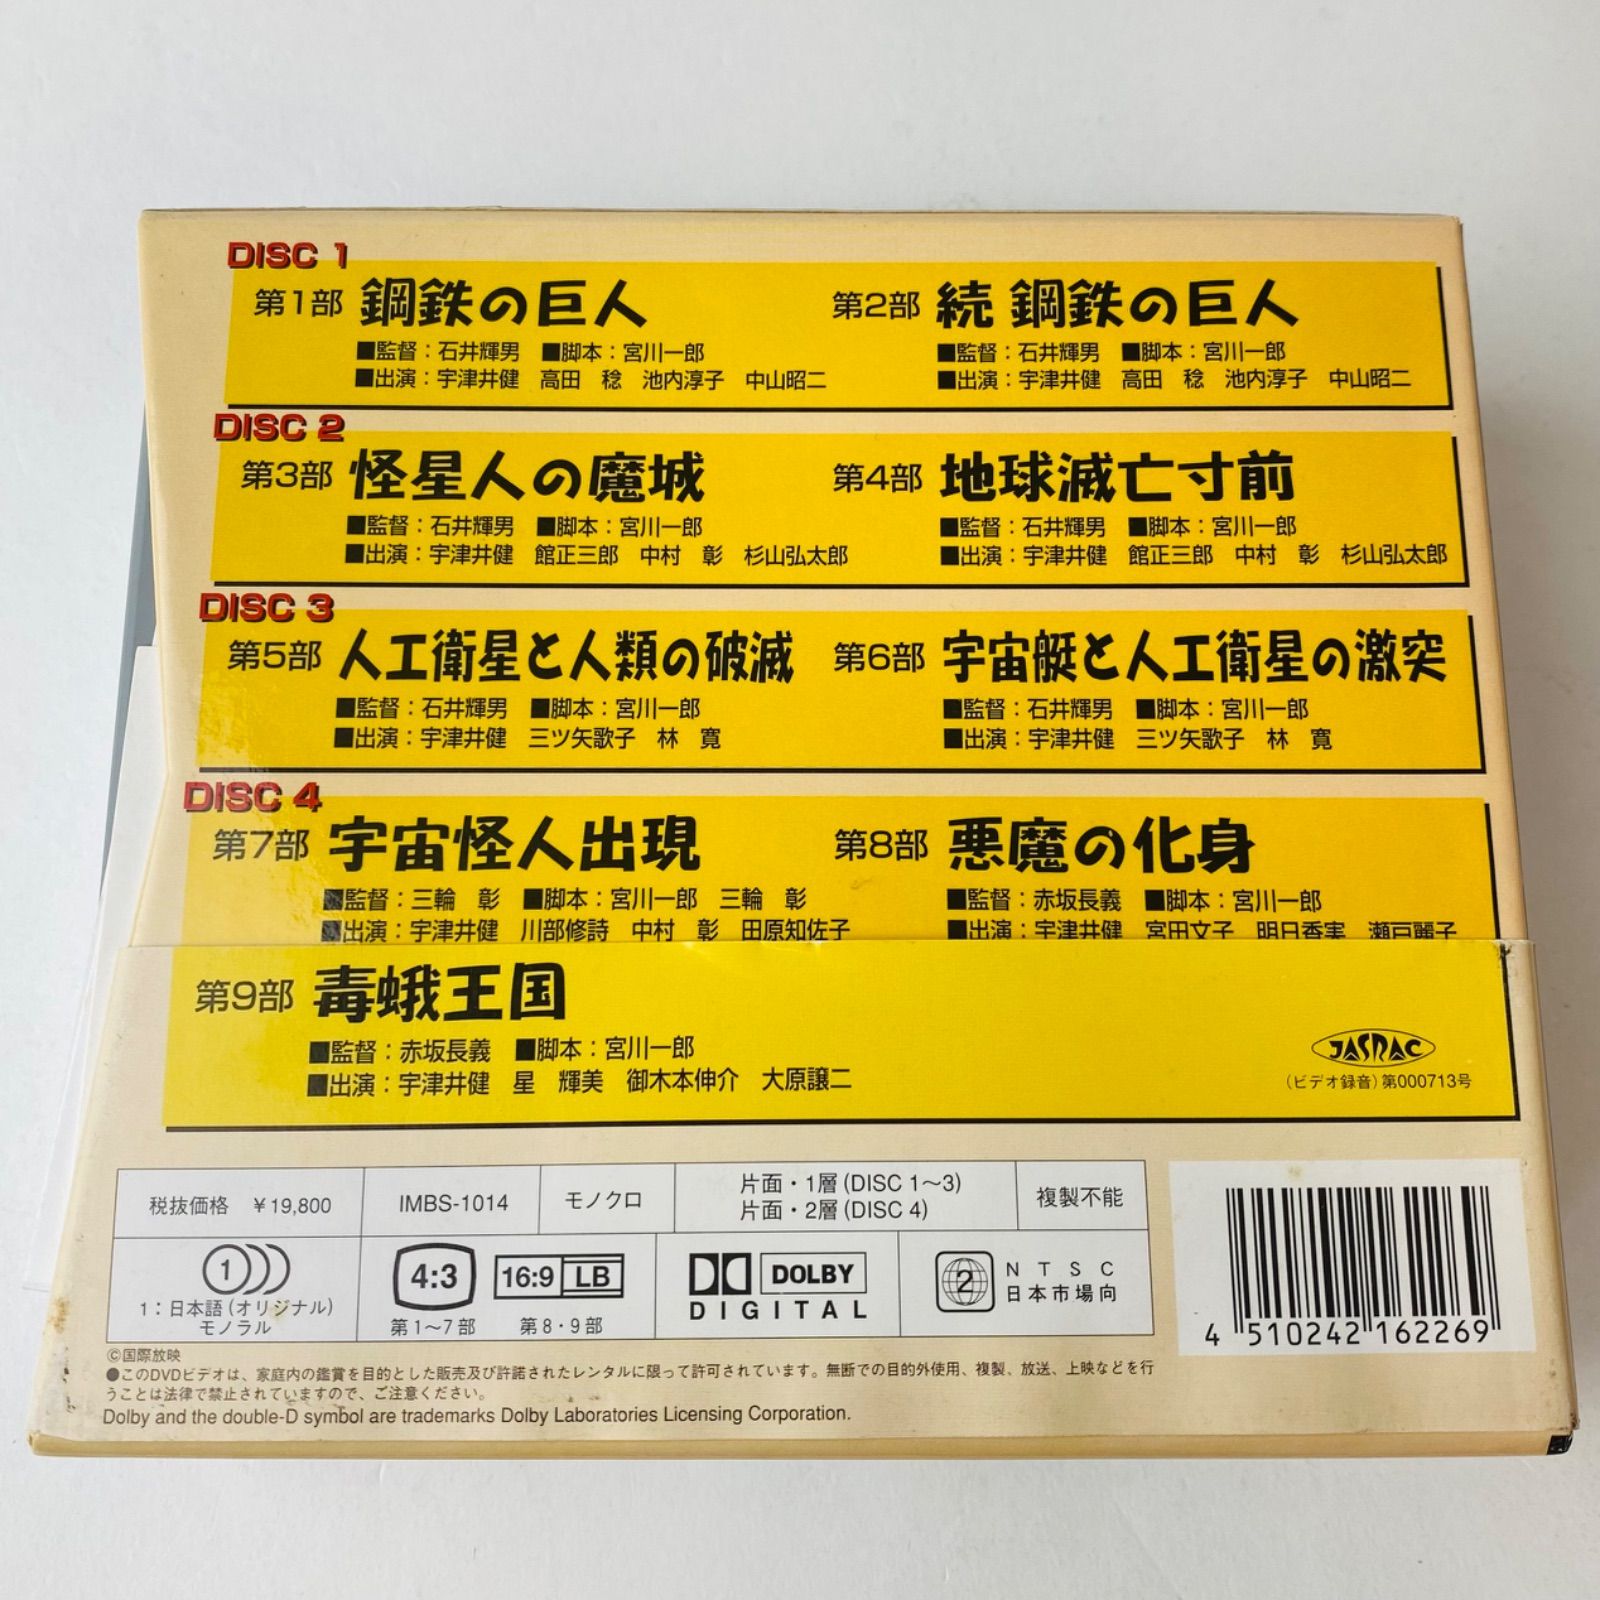 DISC 1
第1部 鋼鉄の巨人
■監督：石井輝男 ■脚本：宮川一郎
■出演：宇津井健 高田 稔 池内淳子 中山昭二
第2部 続 鋼鉄の巨人
■監督：石井輝男 ■脚本：宮川一郎
■出演：宇津井健 高田 稔 池内淳子 中山昭二
DISC 2
第3部 怪星人の魔城
■監督：石井輝男 ■脚本：宮川一郎
■出演：宇津井健 館正三郎 中村 彰 杉山弘太郎
第4部 地球滅亡寸前
■監督：石井輝男 ■脚本：宮川一郎
■出演：宇津井健 館正三郎 中村 彰 杉山弘太郎
DISC 3
第5部 人工衛星と人類の破滅
■監督：石井輝男 ■脚本：宮川一郎
■出演：宇津井健 三ツ矢歌子 林 寛
第6部 宇宙艇と人工衛星の激突
■監督：石井輝男 ■脚本：宮川一郎
■出演：宇津井健 三ツ矢歌子 林 寛
DISC 4
第7部 宇宙怪人出現
■監督：三輪 彰 ■脚本：宮川一郎 三輪 彰
■出演：宇津井健 川部修詩 中村 彰 田原知佐子
第8部 悪魔の化身
■監督：赤坂長義 ■脚本：宮川一郎
■出演：宇津井健 宮田文子 明日香実 瀬戸麗子
第9部 毒蛾王国
■監督：赤坂長義 ■脚本：宮川一郎
■出演：宇津井健 星 輝美 御木本伸介 大原譲二
JASRAC
(ビデオ録音)第000713号
税抜価格 ¥19,800
IMBS-1014
モノクロ
片面・1層(DISC 1～3)
片面・2層(DISC 4)
複製不能
1
1：日本語(オリジナル)
モノラル
4:3
第1～7部
16:9 LB
第8・9部
DOLBY
DIGITAL
2
NTSC
日本市場向
4 510242 162269
©国際放映
●このDVDビデオは、家庭内の鑑賞を目的とした販売及び許諾されたレンタルに限って許可されています。無断での目的外使用、複製、放送、上映などを行
うことは法律で禁止されていますので、ご注意ください。
Dolby and the double-D symbol are trademarks Dolby Laboratories Licensing Corporation.